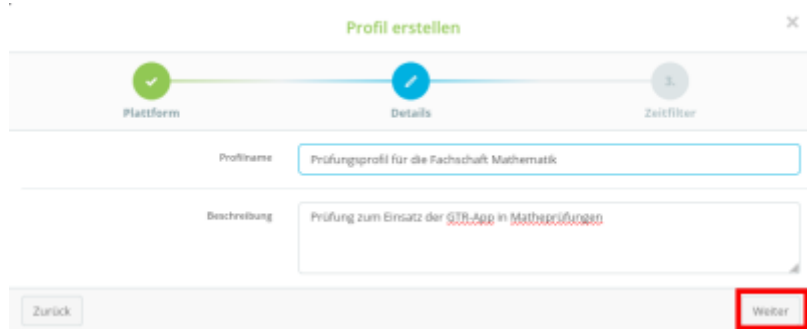 Profil erstellen
×
Plattform
Details
3.
Zeitfilter
Profilname
Prüfungsprofil für die Fachschaft Mathematik
Beschreibung
Prüfung zum Einsatz der GTR-App in Matheprüfungen
Zurück
Weiter